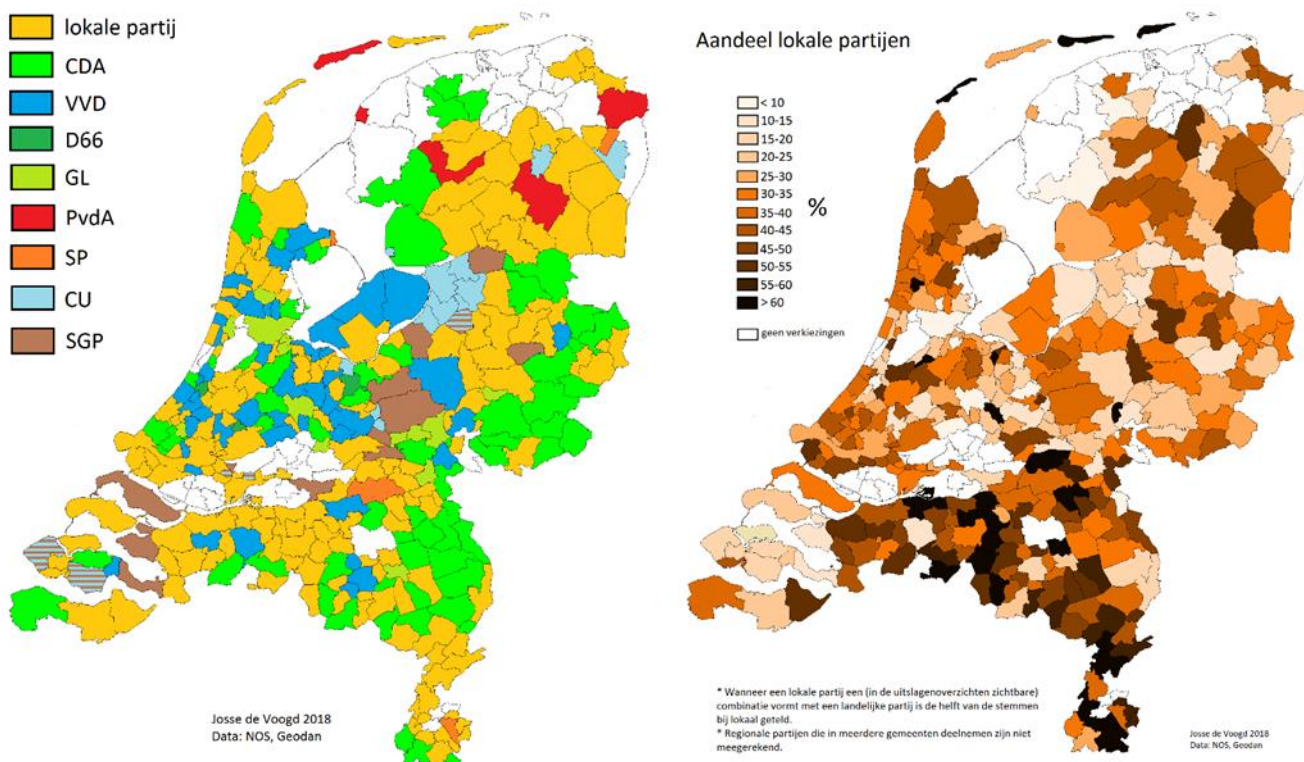 lokale partij
CDA
VVD
D66
GL
PvdA
SP
CU
SGP
Josse de Voogd 2018
Data: NOS, Geodan
Aandeel lokale partijen
< 10
10-15
15-20
20-25
25-30
30-35
35-40
40-45
45-50
50-55
55-60
> 60
%
geen verkiezingen
* Wanneer een lokale partij een (in de uitslagenoverzichten zichtbare)
combinatie vormt met een landelijke partij is de helft van de stemmen
bij lokaal geteld.
* Regionale partijen die in meerdere gemeenten deelnemen zijn niet
meegerekend.
Josse de Voogd 2018
Data: NOS, Geodan